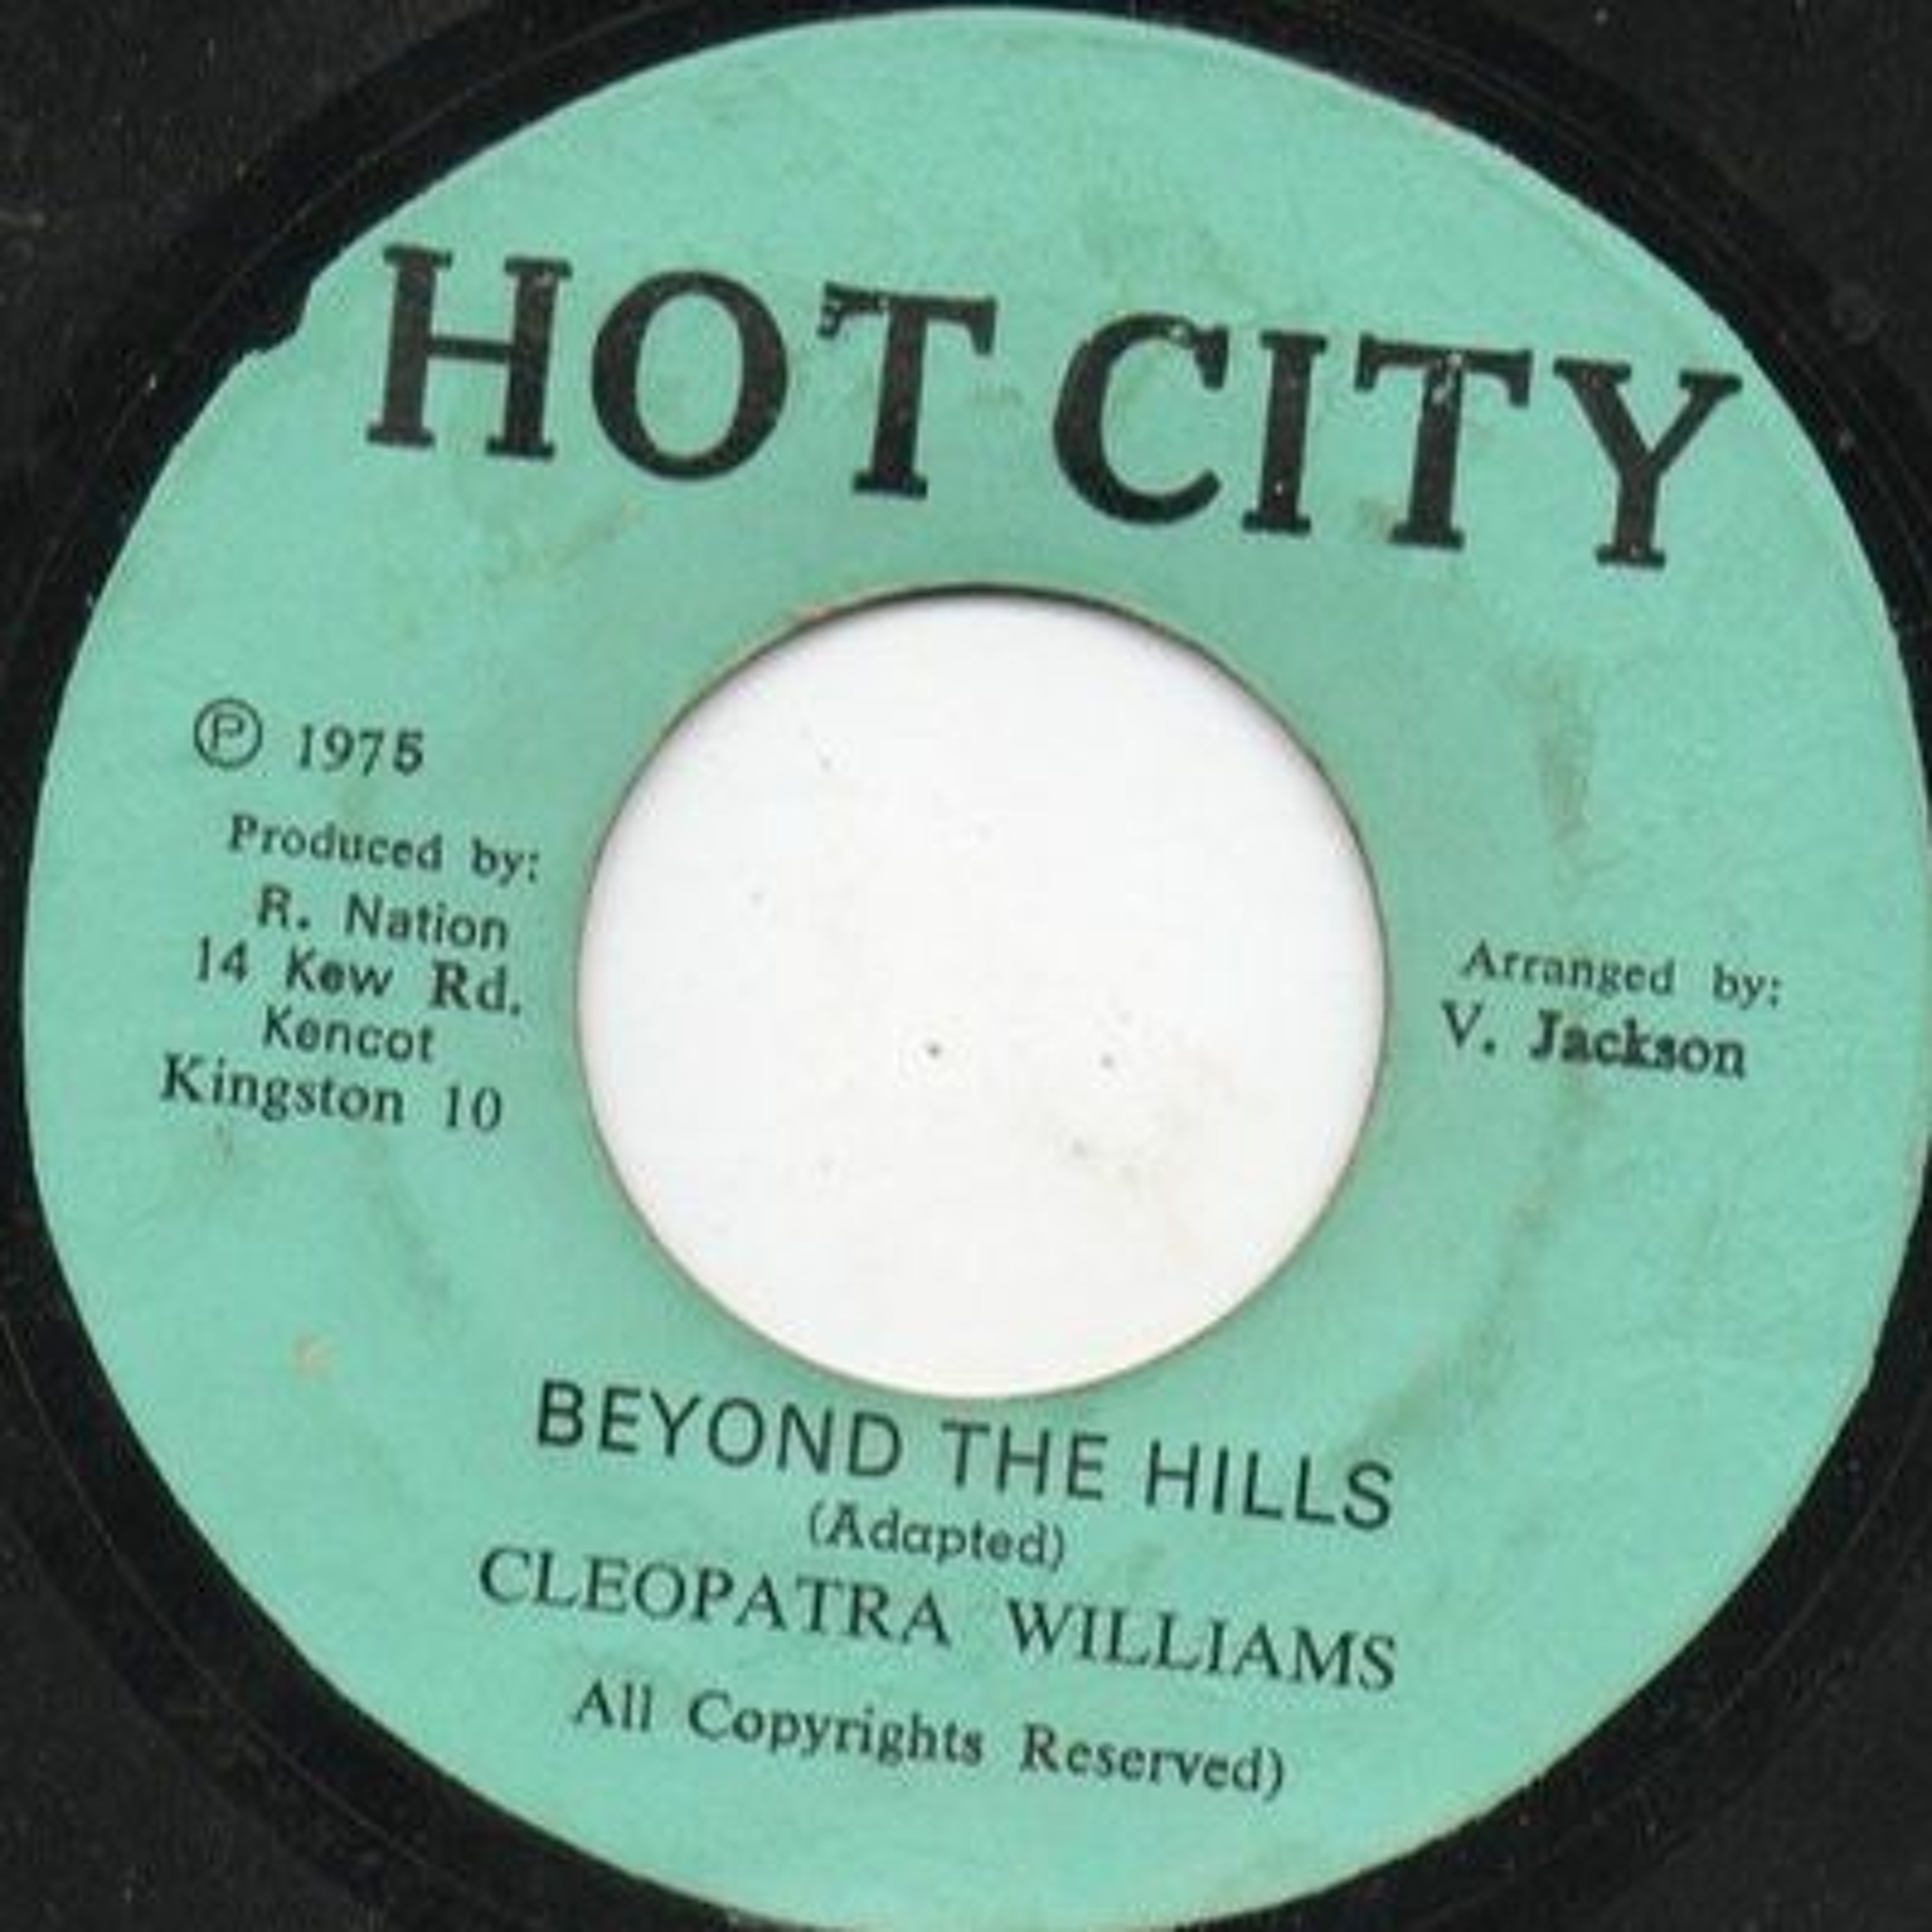 HOT CITY
Ⓟ 1975
Produced by:
R. Nation
14 Kew Rd.
Kencot
Kingston 10
Arranged by:
V. Jackson
BEYOND THE HILLS
(Adapted)
CLEOPATRA WILLIAMS
All Copyrights Reserved)